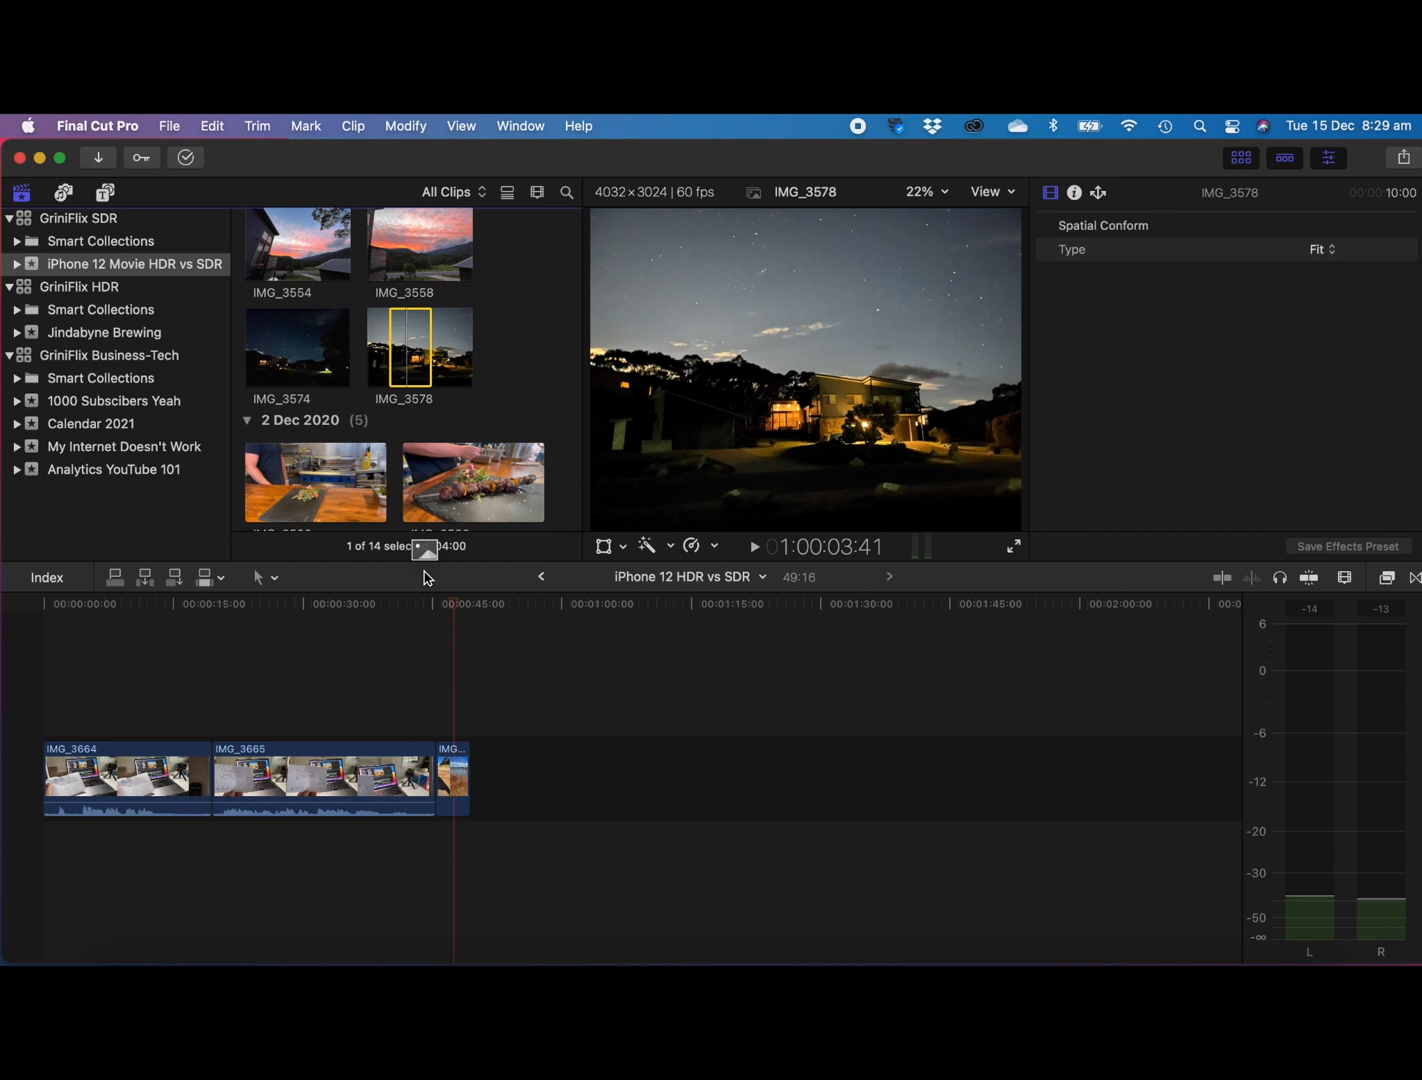 Final Cut Pro File Edit Trim Mark Clip Modify View Window Help Tue 15 Dec 8:29 am
All Clips 4032 × 3024 | 60 fps IMG_3578 22% View IMG_3578 00:00:10:00
GriniFlix SDR
Smart Collections
iPhone 12 Movie HDR vs SDR
GriniFlix HDR
Smart Collections
Jindabyne Brewing
GriniFlix Business-Tech
Smart Collections
1000 Subscibers Yeah
Calendar 2021
My Internet Doesn't Work
Analytics YouTube 101
IMG_3554 IMG_3558
IMG_3574 IMG_3578
2 Dec 2020 (5)
1 of 14 selec 04:00
Spatial Conform
Type Fit
01:00:03:41
Save Effects Preset
Index iPhone 12 HDR vs SDR 49:16
00:00:00:00 00:00:15:00 00:00:30:00 00:00:45:00 00:01:00:00 00:01:15:00 00:01:30:00 00:01:45:00 00:02:00:00 00:0
IMG_3664 IMG_3665 IMG...
-14 -13
6
0
-6
-12
-20
-30
-50
-∞
L R